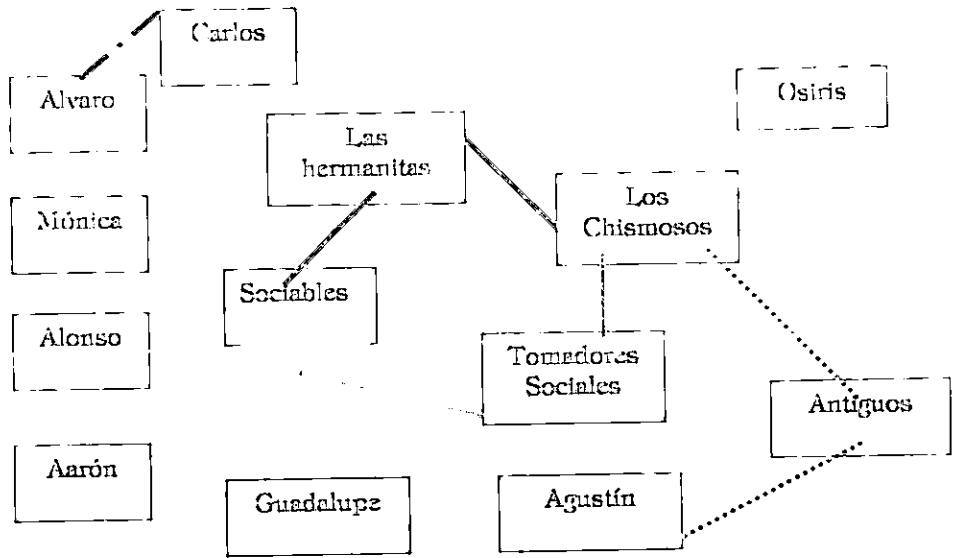 Carlos
Alvaro
Osiris
Las
hermanitas
Mónica
Los
Chismosos
Sociables
Alonso
Tomadores
Sociales
Antiguos
Aarón
Guadalupe
Agustín